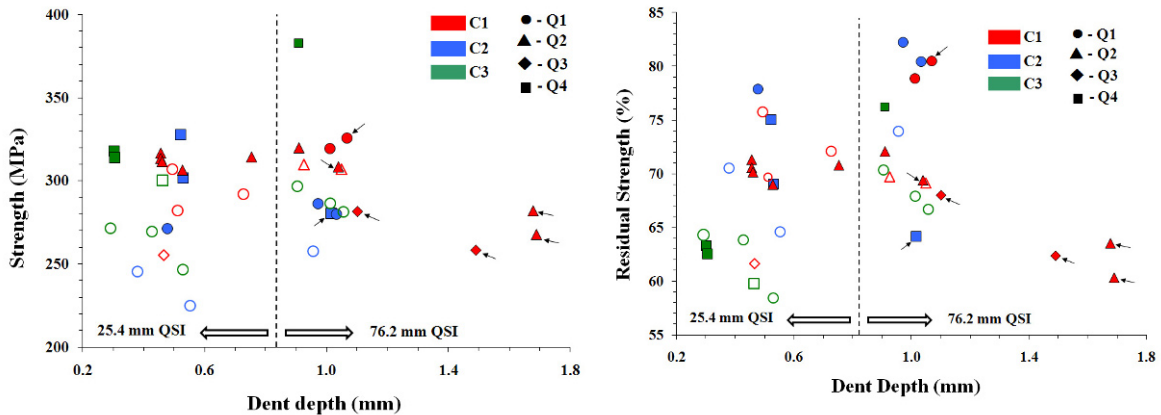 400
350
300
250
200
Strength (MPa)
C1
C2
C3
- Q1
- Q2
- Q3
- Q4
25.4 mm QSI
76.2 mm QSI
0.2
0.6
1.0
1.4
1.8
Dent depth (mm)
85
80
75
70
65
60
55
Residual Strength (%)
C1
C2
C3
- Q1
- Q2
- Q3
- Q4
25.4 mm QSI
76.2 mm QSI
0.2
0.6
1.0
1.4
1.8
Dent Depth (mm)